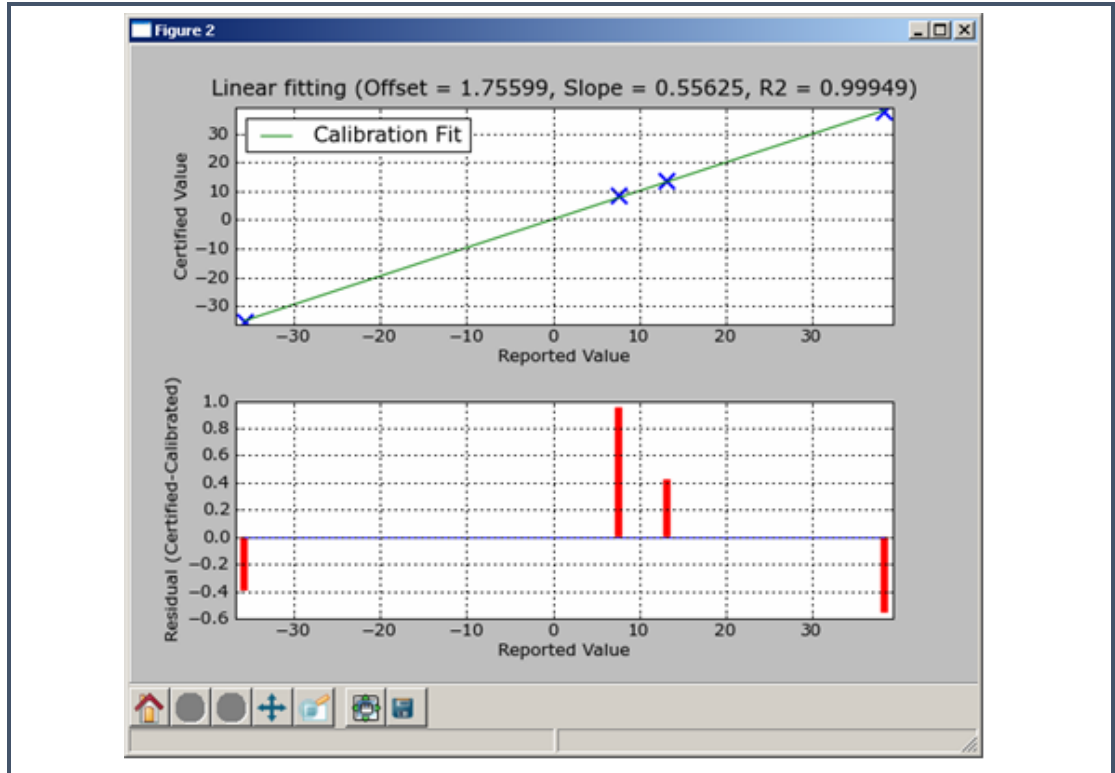 Figure 2
Linear fitting (Offset = 1.75599, Slope = 0.55625, R2 = 0.99949)
Calibration Fit
Certified Value
30
20
10
0
−10
−20
−30
−30 −20 −10 0 10 20 30
Reported Value
Residual (Certified-Calibrated)
1.0
0.8
0.6
0.4
0.2
0.0
−0.2
−0.4
−0.6
−30 −20 −10 0 10 20 30
Reported Value